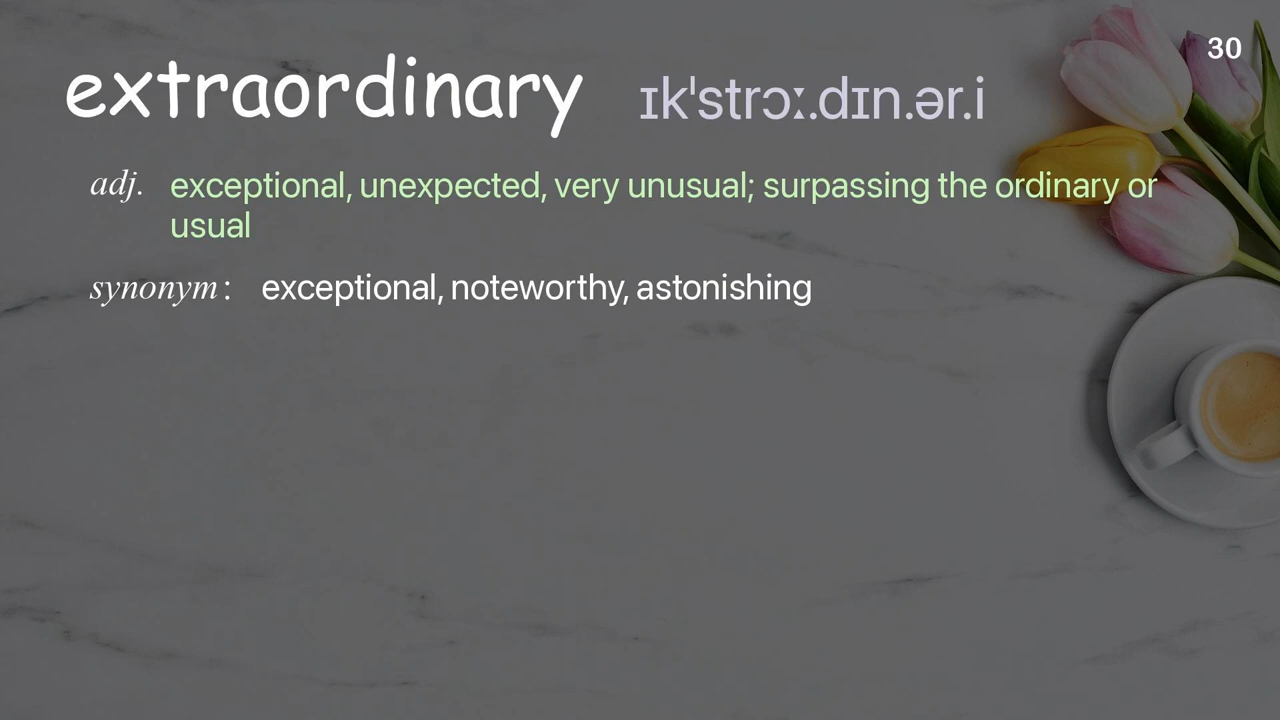 30
extraordinary ɪkˈstrɔː.dɪn.ər.i
adj. exceptional, unexpected, very unusual; surpassing the ordinary or
usual
synonym: exceptional, noteworthy, astonishing